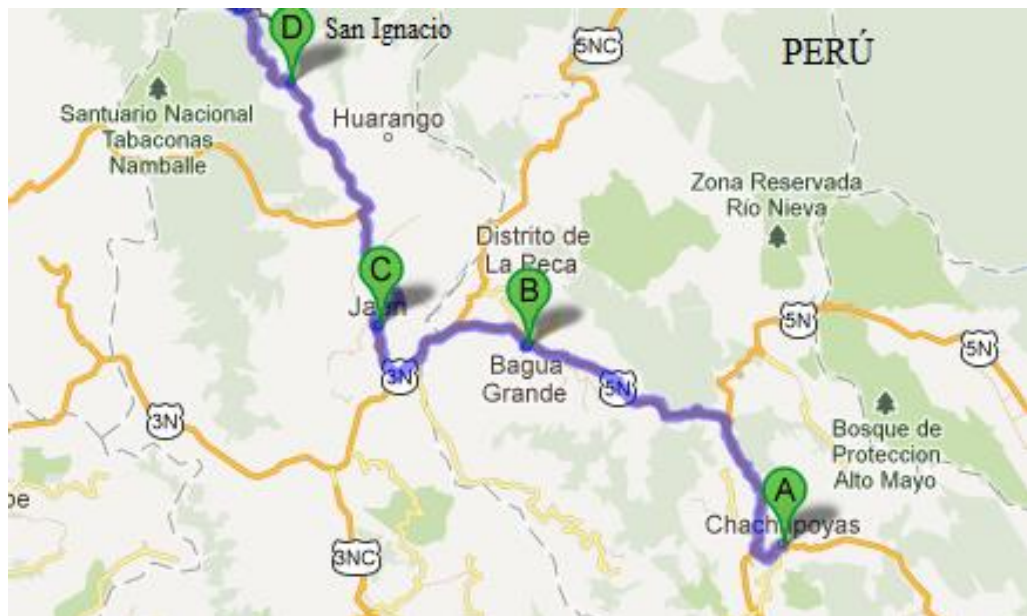 D
San Ignacio
5NC
PERÚ
Santuario Nacional
Tabaconas
Namballe
Huarango
Zona Reservada
Río Nieva
Distrito de
La Peca
C
Jaén
B
5N
5N
3N
Bagua
Grande
5N
3N
Bosque de
Proteccion
Alto Mayo
A
Chachapoyas
3NC